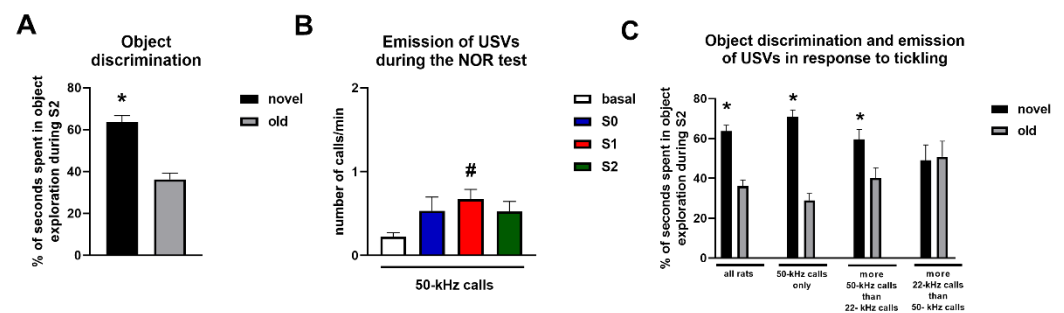 A
Object
discrimination
% of seconds spent in object
exploration during S2
80
60
40
20
0
*
novel
old
B
Emission of USVs
during the NOR test
number of calls/min
2
1
0
#
50-kHz calls
basal
S0
S1
S2
C
Object discrimination and emission
of USVs in response to tickling
% of seconds spent in object
exploration during S2
80
60
40
20
0
*
*
*
all rats
50-kHz calls
only
more
50-kHz calls
than
22- kHz calls
more
22-kHz calls
than
50- kHz calls
novel
old